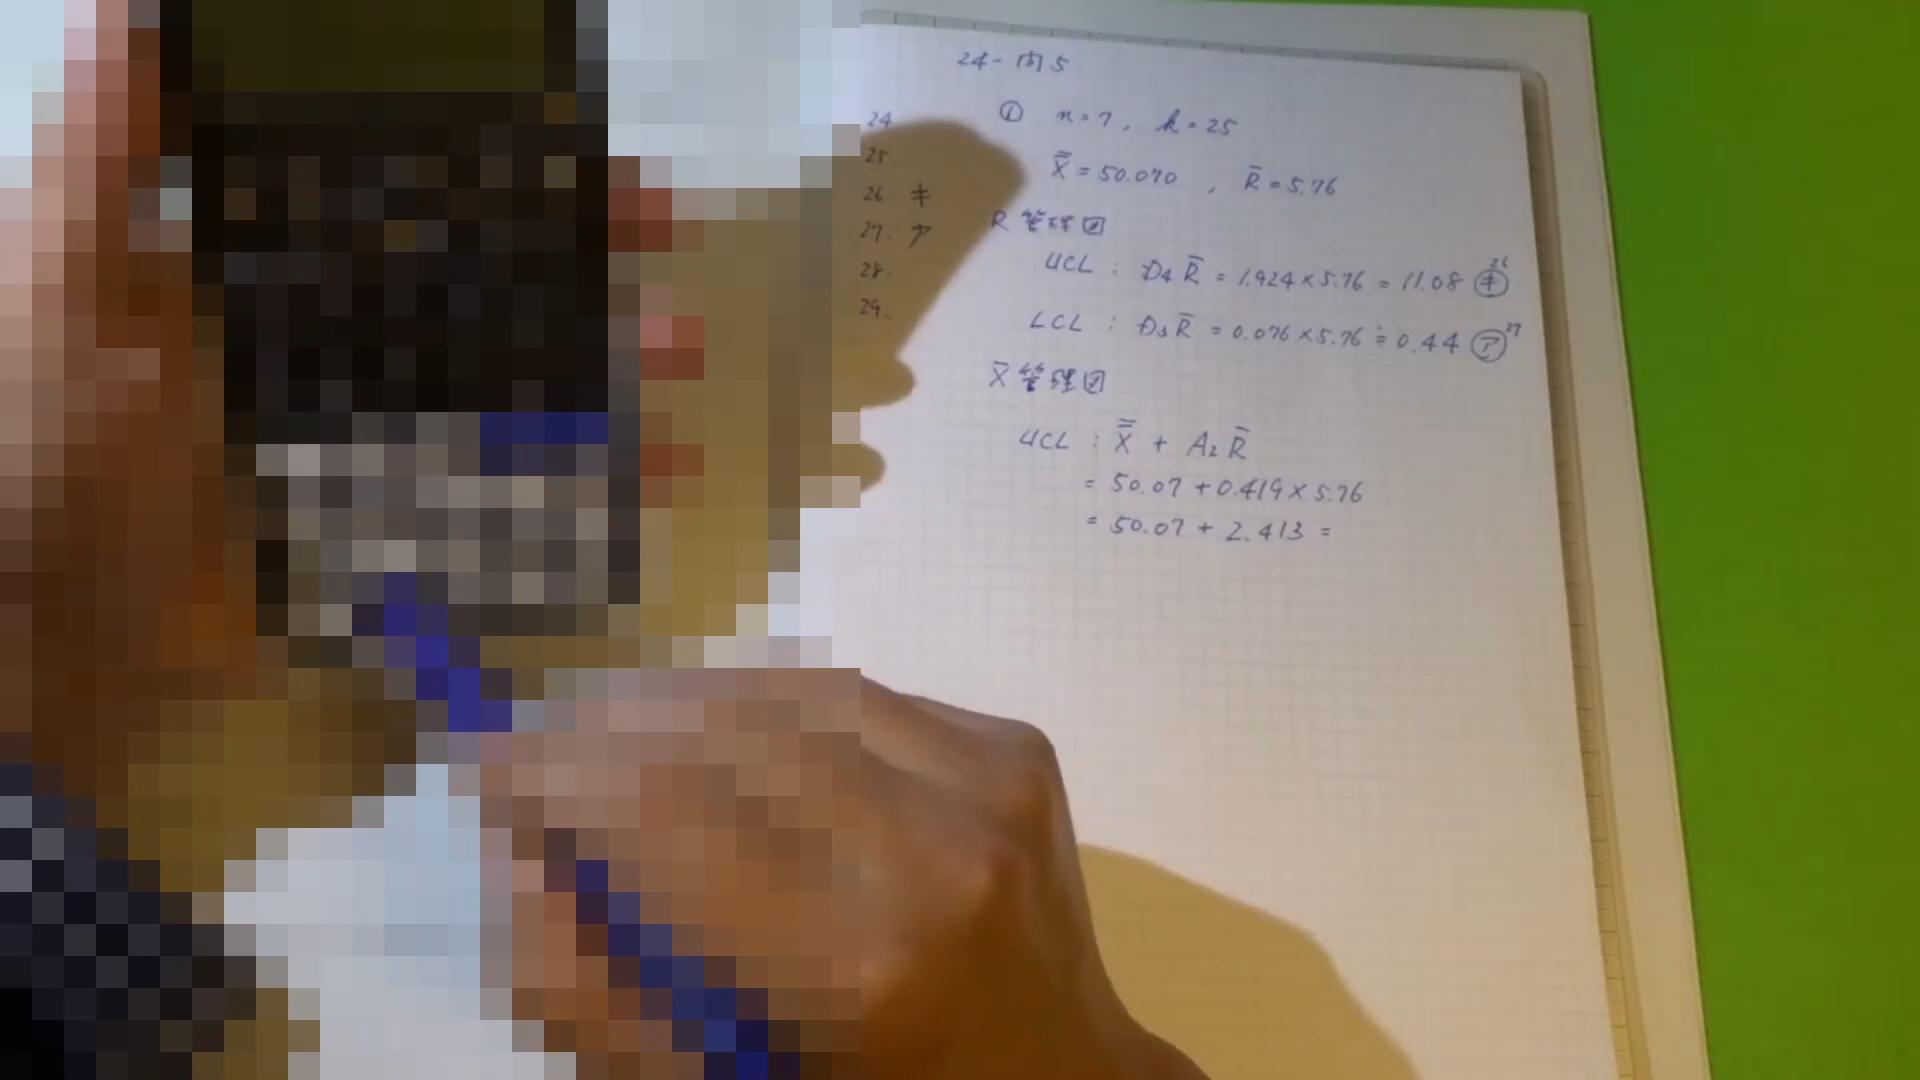 24-問5
① n=7, k=25
X̿ = 50.070 , R̄ = 5.76
R 管理図
UCL : D4 R̄ = 1.924×5.76 = 11.08 キ 26
LCL : D3 R̄ = 0.076×5.76 ≒ 0.44 ア 27
X̄ 管理図
UCL : X̿ + A2 R̄
= 50.07 + 0.419×5.76
= 50.07 + 2.413 =
24.
25.
26 キ
27. ア
28.
29.